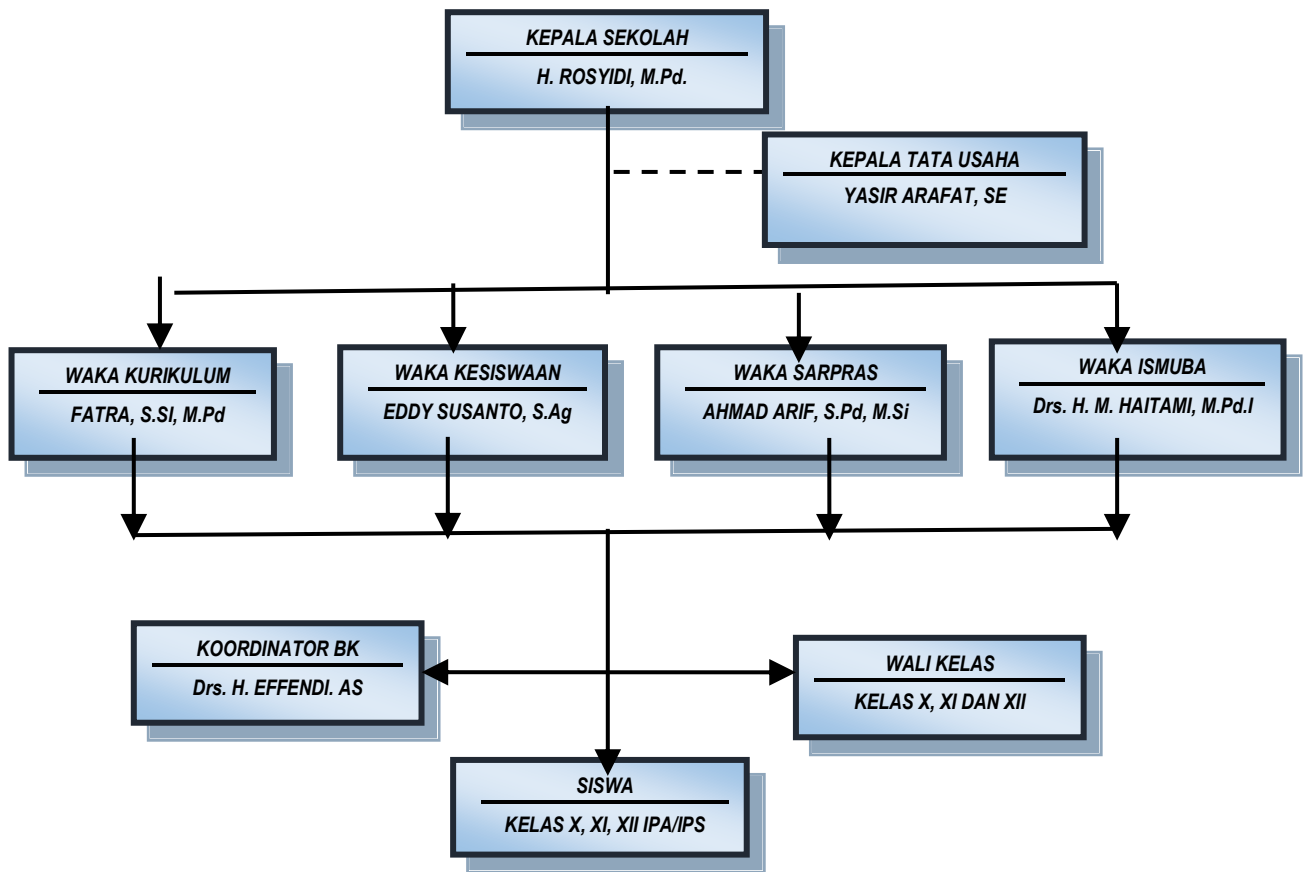 KEPALA SEKOLAH
H. ROSYIDI, M.Pd.
KEPALA TATA USAHA
YASIR ARAFAT, SE
WAKA KURIKULUM
FATRA, S.SI, M.Pd
WAKA KESISWAAN
EDDY SUSANTO, S.Ag
WAKA SARPRAS
AHMAD ARIF, S.Pd, M.Si
WAKA ISMUBA
Drs. H. M. HAITAMI, M.Pd.I
KOORDINATOR BK
Drs. H. EFFENDI. AS
WALI KELAS
KELAS X, XI DAN XII
SISWA
KELAS X, XI, XII IPA/IPS